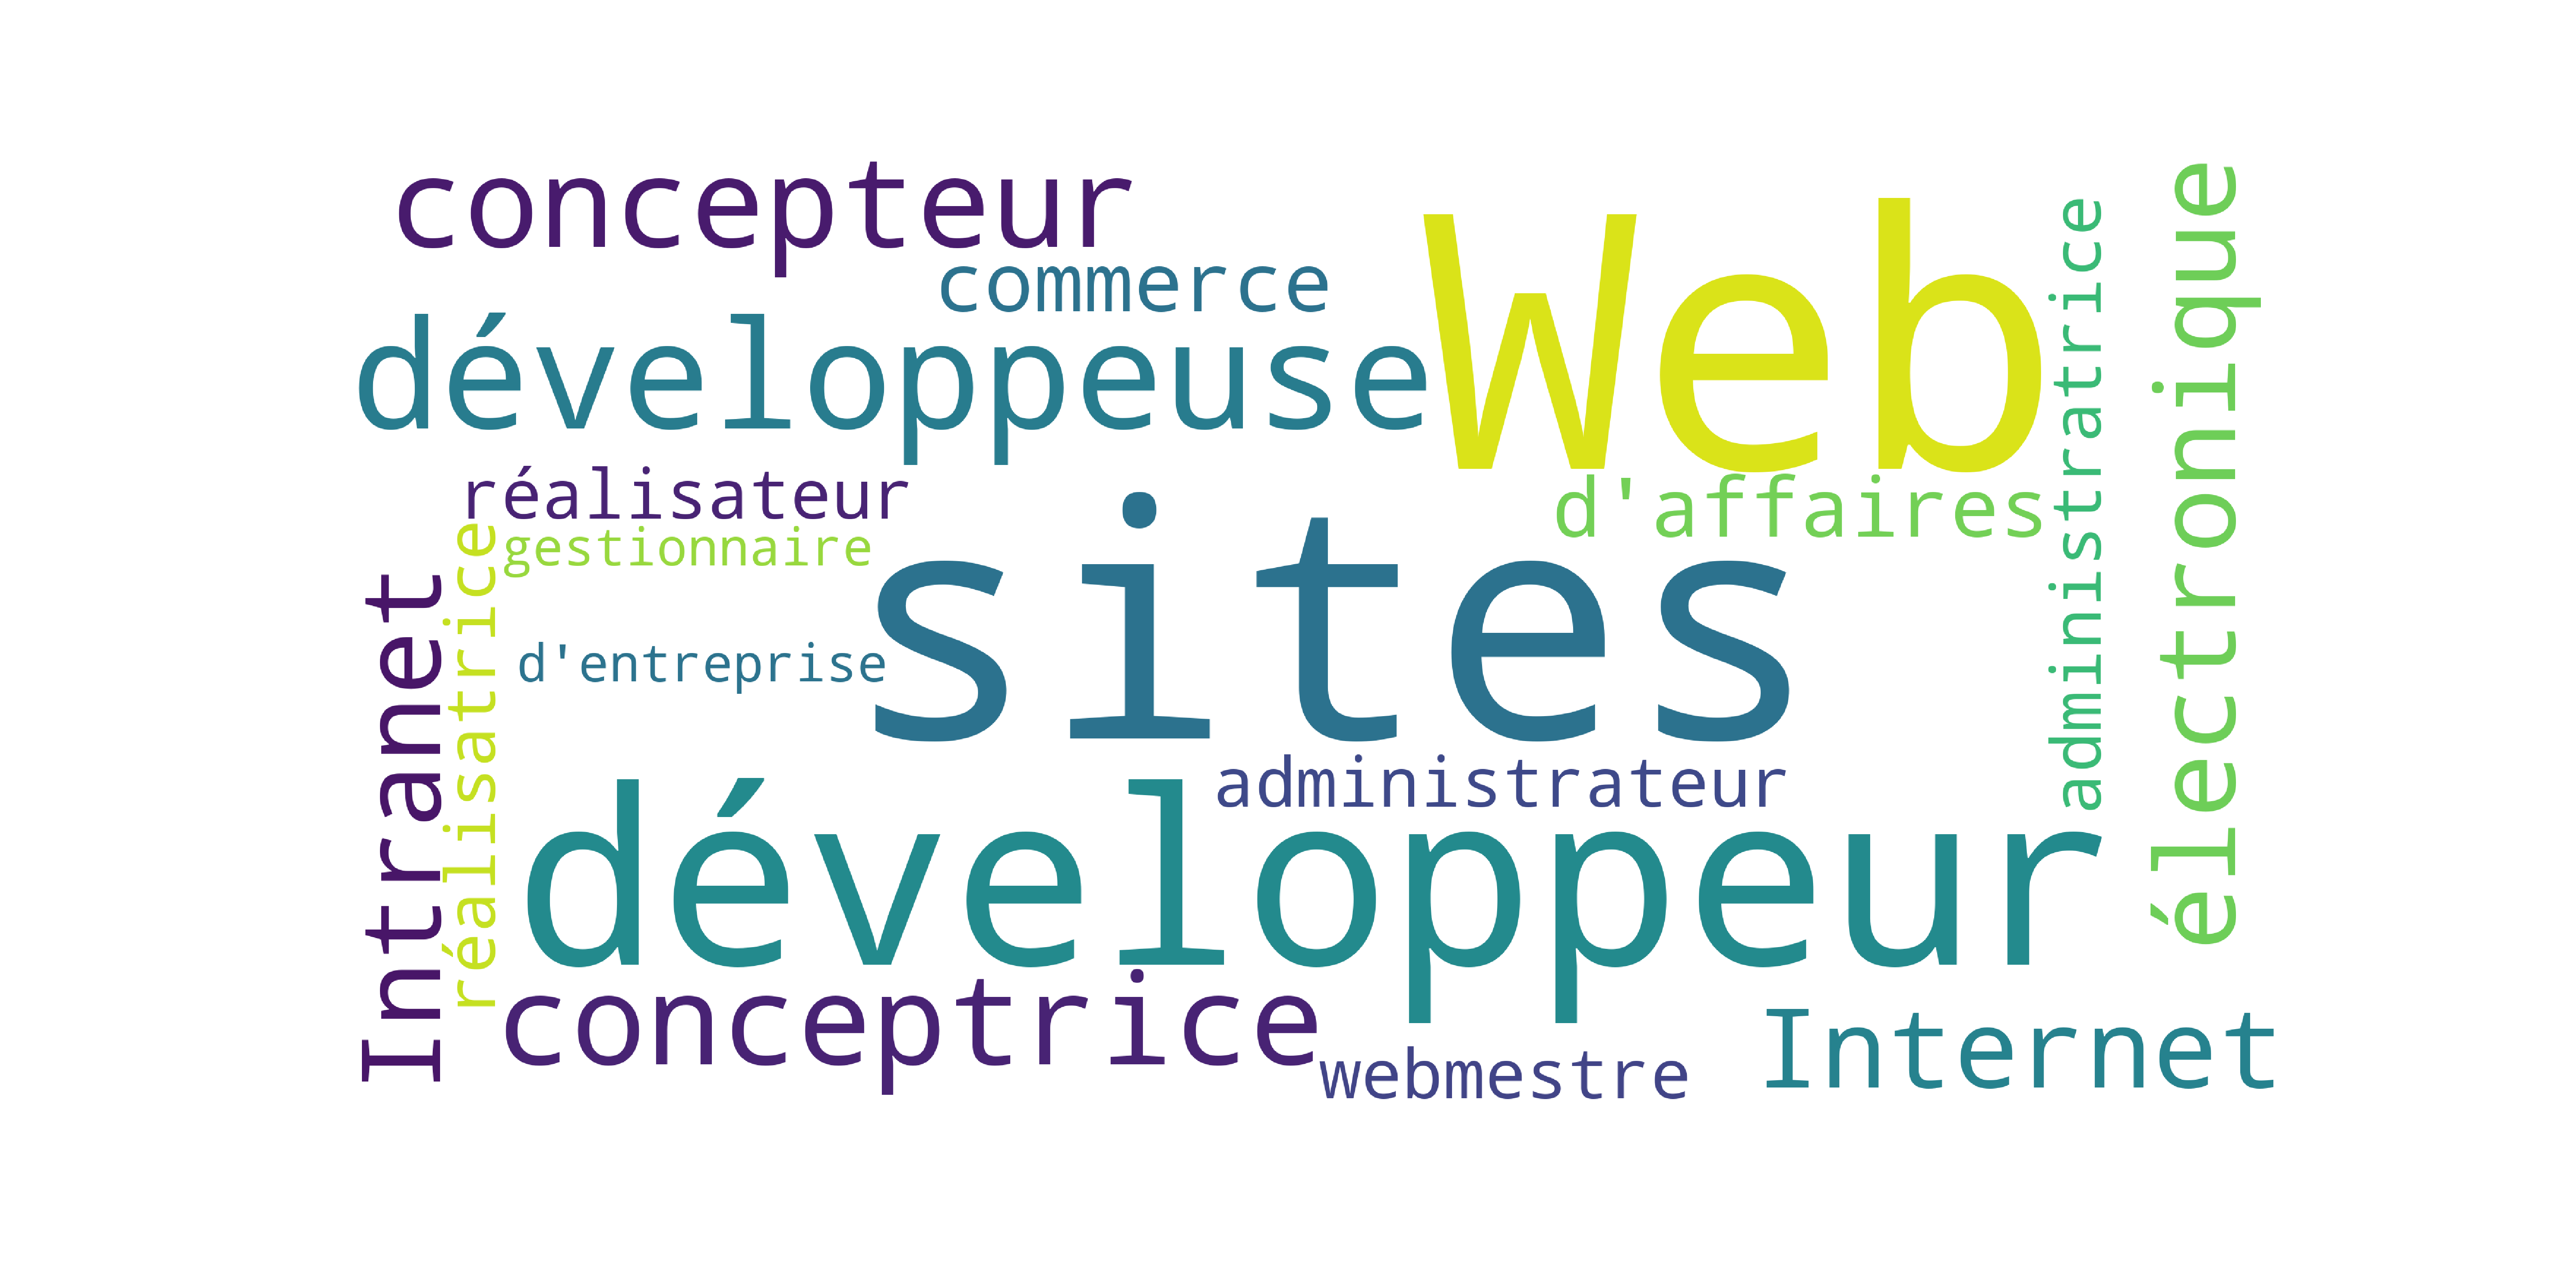 concepteur
commerce
développeuse
Web
administratrice
électronique
réalisateur
d'affaires
gestionnaire
sites
d'entreprise
Intranet
réalisatrice
administrateur
développeur
conceptrice
webmestre
Internet